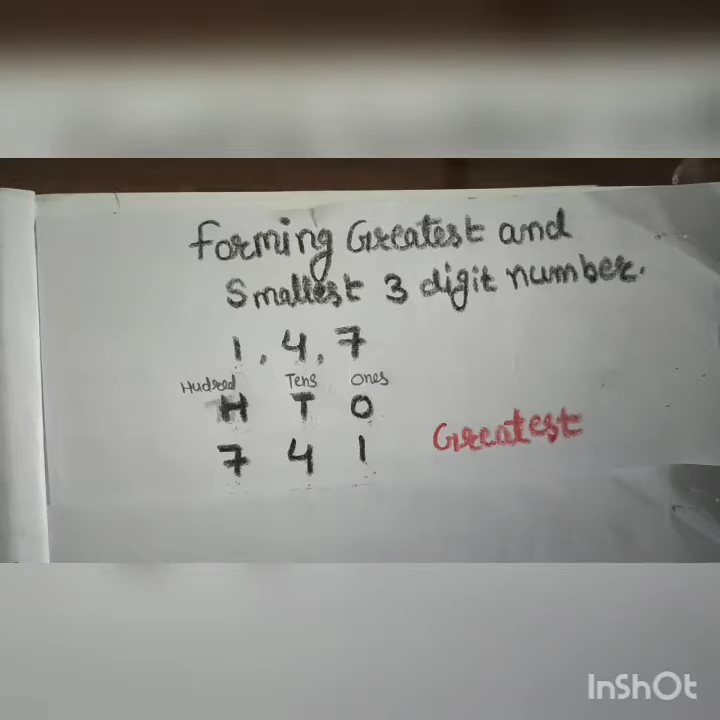 Forming Greatest and
Smallest 3 digit number.
1, 4, 7
Hudred Tens Ones
H T O
7 4 1 Greatest
InShOt